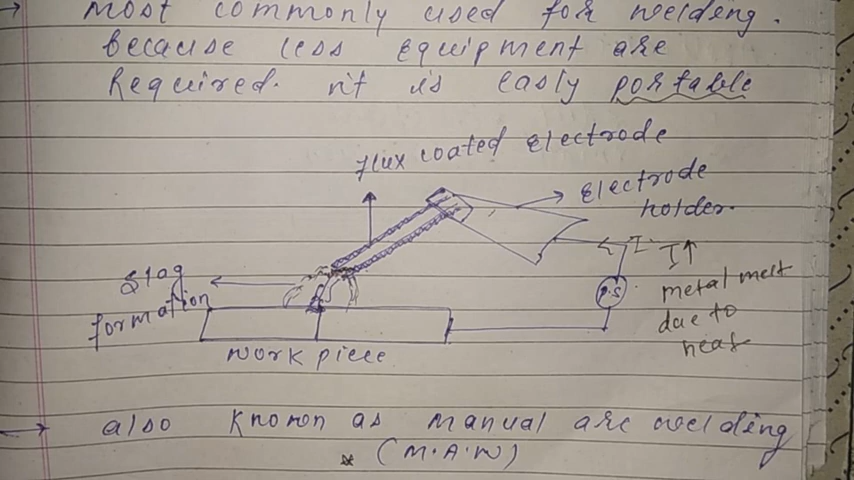 → most commonly used for welding.
because less equipment are
Required. it is easly portable
flux coated Electrode
Electrode
holder.
I
I↑
metal melt
due to
heat
P.S
Slag
formation
work piece
→ also known as manual arc welding
(M.A.W)